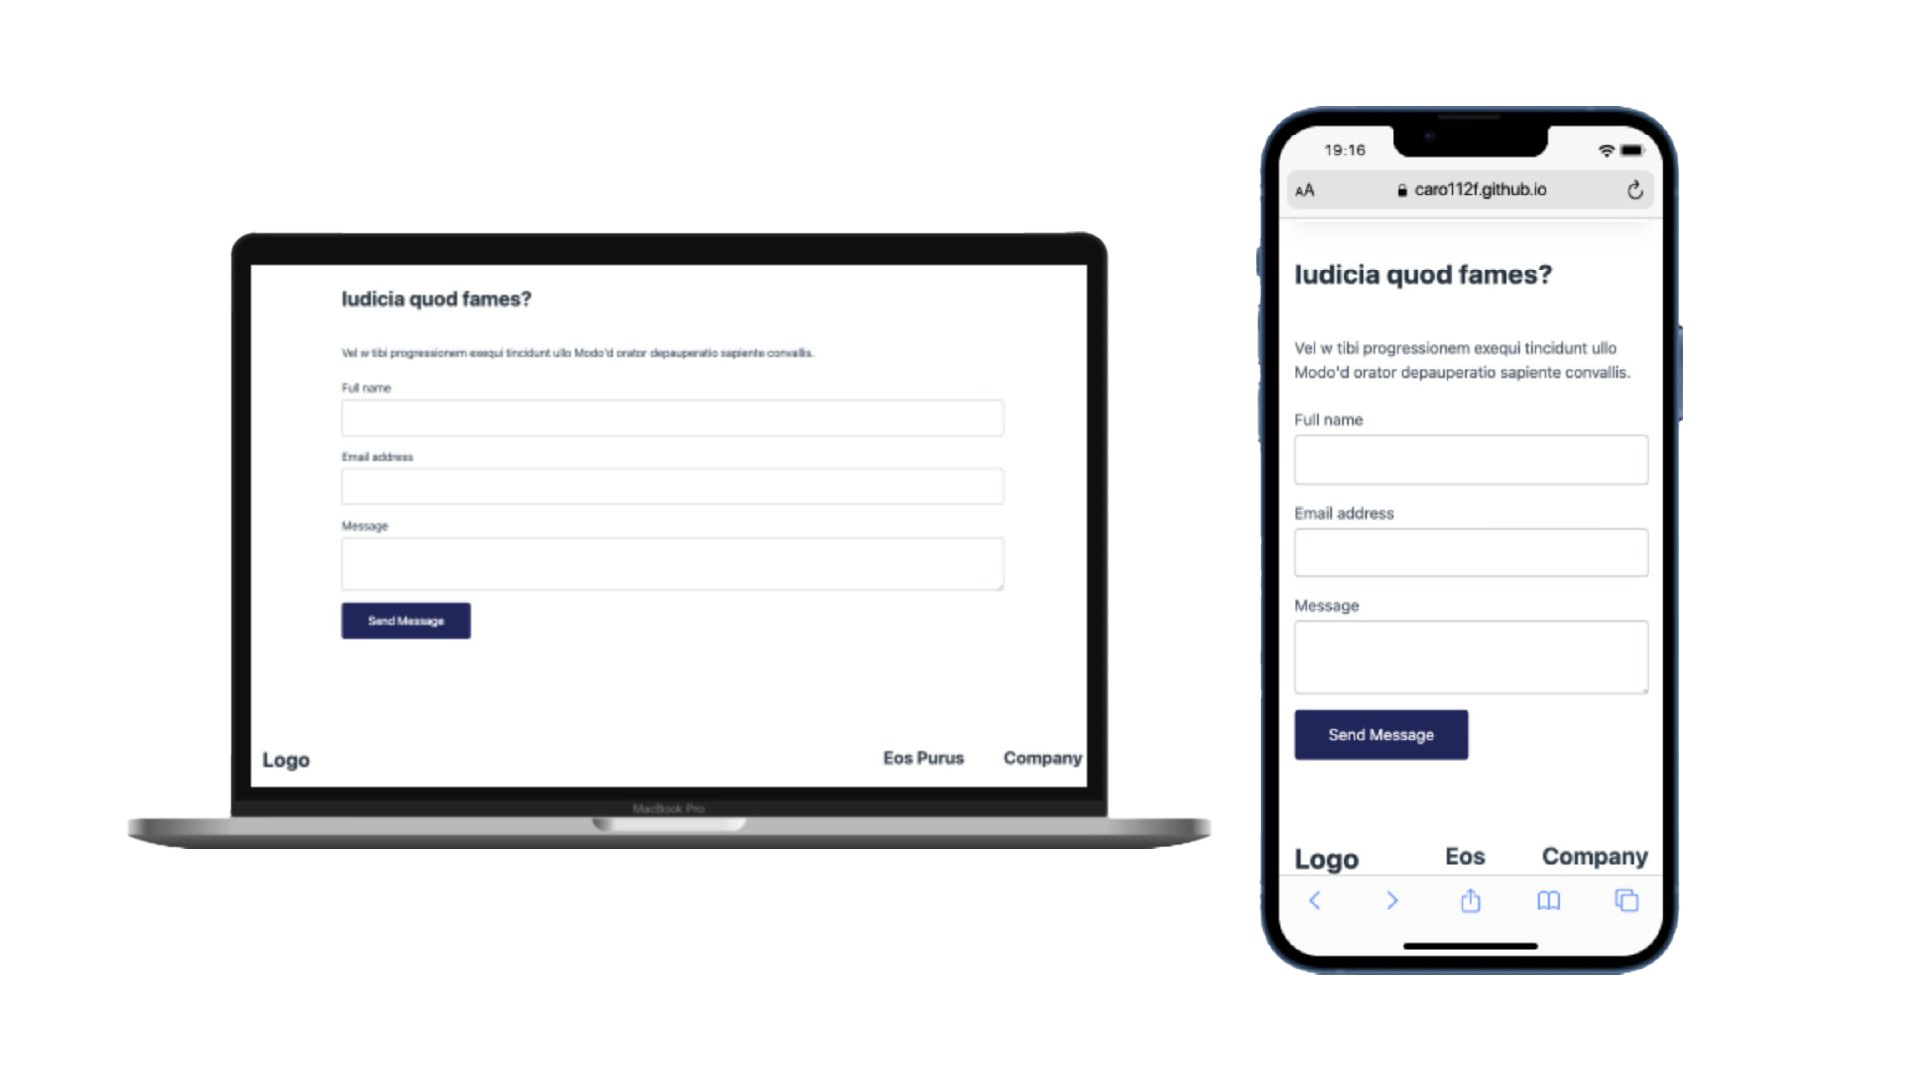 Iudicia quod fames?
Vel w tibi progressionem exequi tincidunt ullo Modo'd orator depauperatio sapiente convallis.
Full name
Email address
Message
Send Message
Logo
Eos Purus
Company
MacBook Pro
19:16
AA
caro112f.github.io
Iudicia quod fames?
Vel w tibi progressionem exequi tincidunt ullo
Modo'd orator depauperatio sapiente convallis.
Full name
Email address
Message
Send Message
Logo
Eos
Company